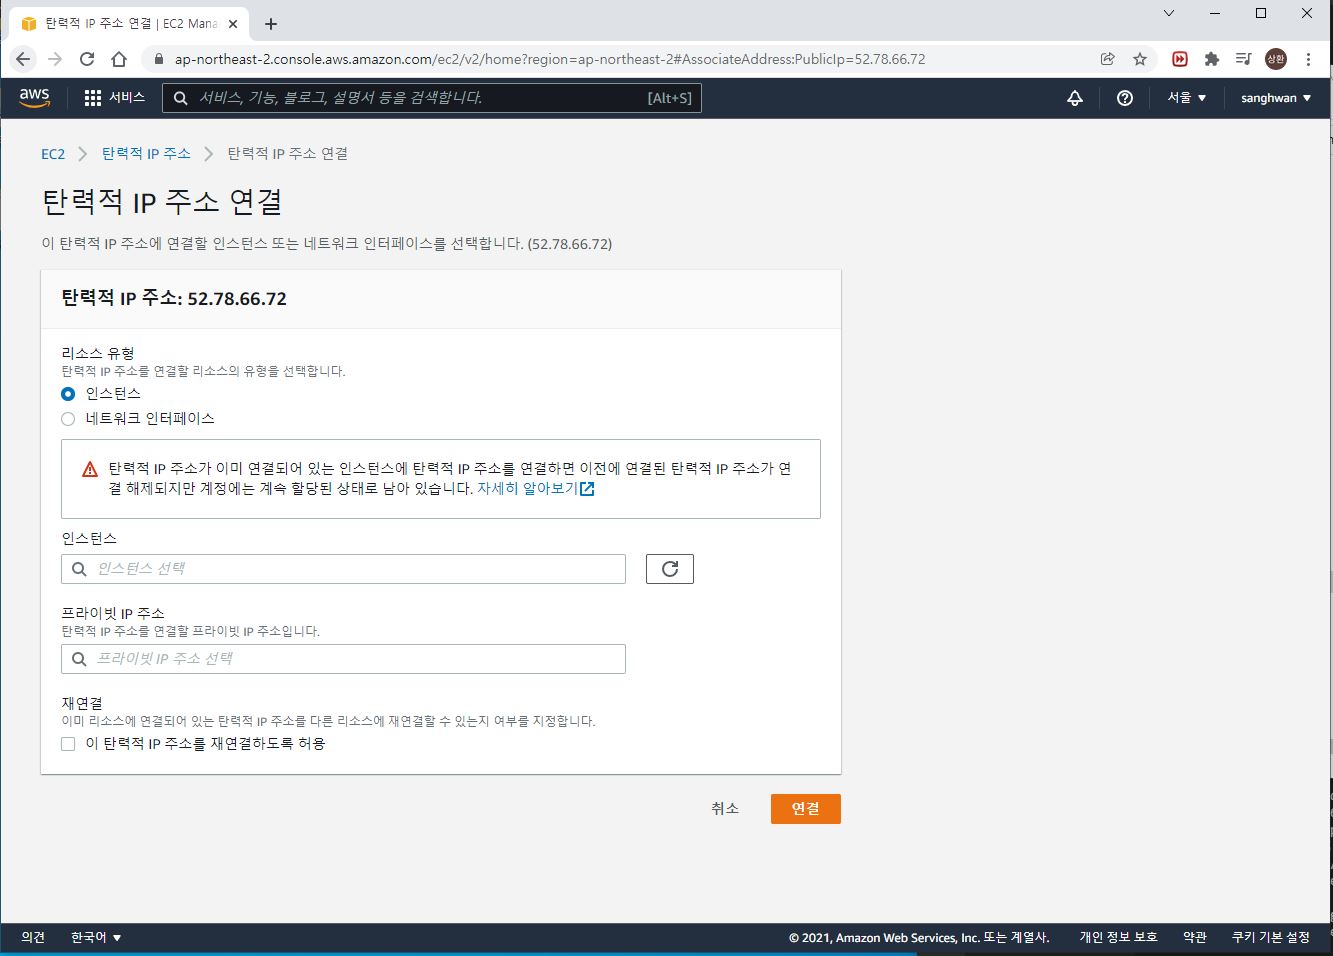 탄력적 IP 주소 연결 | EC2 Mana
ap-northeast-2.console.aws.amazon.com/ec2/v2/home?region=ap-northeast-2#AssociateAddress:PublicIp=52.78.66.72
상환
aws
서비스
서비스, 기능, 블로그, 설명서 등을 검색합니다.
[Alt+S]
서울
sanghwan
EC2
탄력적 IP 주소
탄력적 IP 주소 연결
탄력적 IP 주소 연결
이 탄력적 IP 주소에 연결할 인스턴스 또는 네트워크 인터페이스를 선택합니다. (52.78.66.72)
탄력적 IP 주소: 52.78.66.72
리소스 유형
탄력적 IP 주소를 연결할 리소스의 유형을 선택합니다.
인스턴스
네트워크 인터페이스
탄력적 IP 주소가 이미 연결되어 있는 인스턴스에 탄력적 IP 주소를 연결하면 이전에 연결된 탄력적 IP 주소가 연
결 해제되지만 계정에는 계속 할당된 상태로 남아 있습니다. 자세히 알아보기
인스턴스
인스턴스 선택
프라이빗 IP 주소
탄력적 IP 주소를 연결할 프라이빗 IP 주소입니다.
프라이빗 IP 주소 선택
재연결
이미 리소스에 연결되어 있는 탄력적 IP 주소를 다른 리소스에 재연결할 수 있는지 여부를 지정합니다.
이 탄력적 IP 주소를 재연결하도록 허용
취소
연결
의견
한국어
© 2021, Amazon Web Services, Inc. 또는 계열사.
개인 정보 보호
약관
쿠키 기본 설정